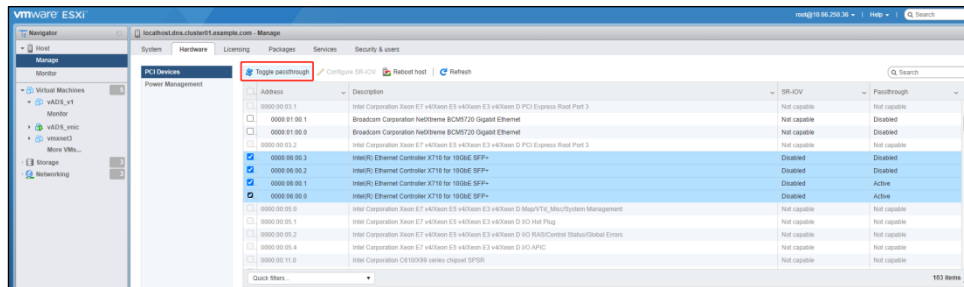 vmware ESXi
root@10.66.250.36 | Help | Search
Navigator
localhost.dns.cluster01.example.com - Manage
Host
Manage
Monitor
Virtual Machines 5
vADS_v1
Monitor
vADS_vnic
vmxnet3
More VMs...
Storage 3
Networking 3
System Hardware Licensing Packages Services Security & users
PCI Devices
Power Management
Toggle passthrough Configure SR-IOV Reboot host | Refresh Search
Address Description SR-IOV Passthrough
0000:00:03.1 Intel Corporation Xeon E7 v4/Xeon E5 v4/Xeon E3 v4/Xeon D PCI Express Root Port 3 Not capable Not capable
0000:01:00.1 Broadcom Corporation NetXtreme BCM5720 Gigabit Ethernet Not capable Disabled
0000:01:00.0 Broadcom Corporation NetXtreme BCM5720 Gigabit Ethernet Not capable Disabled
0000:00:03.2 Intel Corporation Xeon E7 v4/Xeon E5 v4/Xeon E3 v4/Xeon D PCI Express Root Port 3 Not capable Not capable
0000:06:00.3 Intel(R) Ethernet Controller X710 for 10GbE SFP+ Disabled Disabled
0000:06:00.2 Intel(R) Ethernet Controller X710 for 10GbE SFP+ Disabled Disabled
0000:06:00.1 Intel(R) Ethernet Controller X710 for 10GbE SFP+ Disabled Active
0000:06:00.0 Intel(R) Ethernet Controller X710 for 10GbE SFP+ Disabled Active
0000:00:05.0 Intel Corporation Xeon E7 v4/Xeon E5 v4/Xeon E3 v4/Xeon D Map/VTd_Misc/System Management Not capable Not capable
0000:00:05.1 Intel Corporation Xeon E7 v4/Xeon E5 v4/Xeon E3 v4/Xeon D IIO Hot Plug Not capable Not capable
0000:00:05.2 Intel Corporation Xeon E7 v4/Xeon E5 v4/Xeon E3 v4/Xeon D IIO RAS/Control Status/Global Errors Not capable Not capable
0000:00:05.4 Intel Corporation Xeon E7 v4/Xeon E5 v4/Xeon E3 v4/Xeon D I/O APIC Not capable Not capable
0000:00:11.0 Intel Corporation C610/X99 series chipset SPSR Not capable Not capable
Quick filters... 103 items